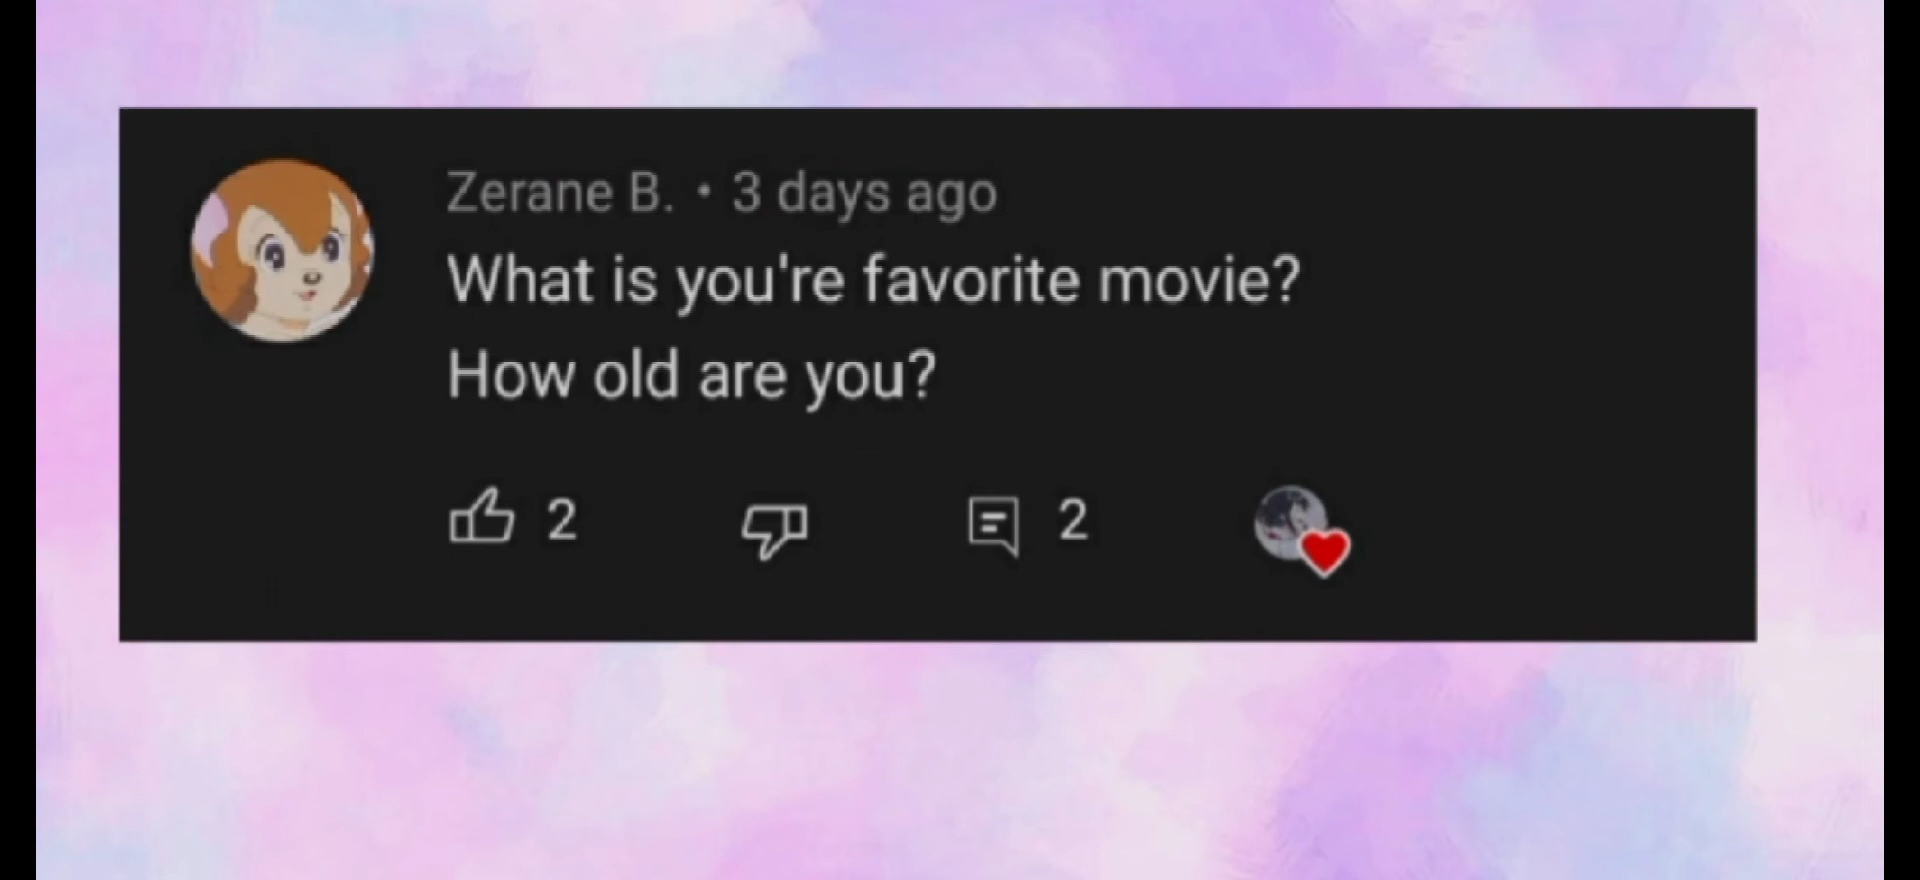 Zerane B. • 3 days ago
What is you're favorite movie?
How old are you?
2 2